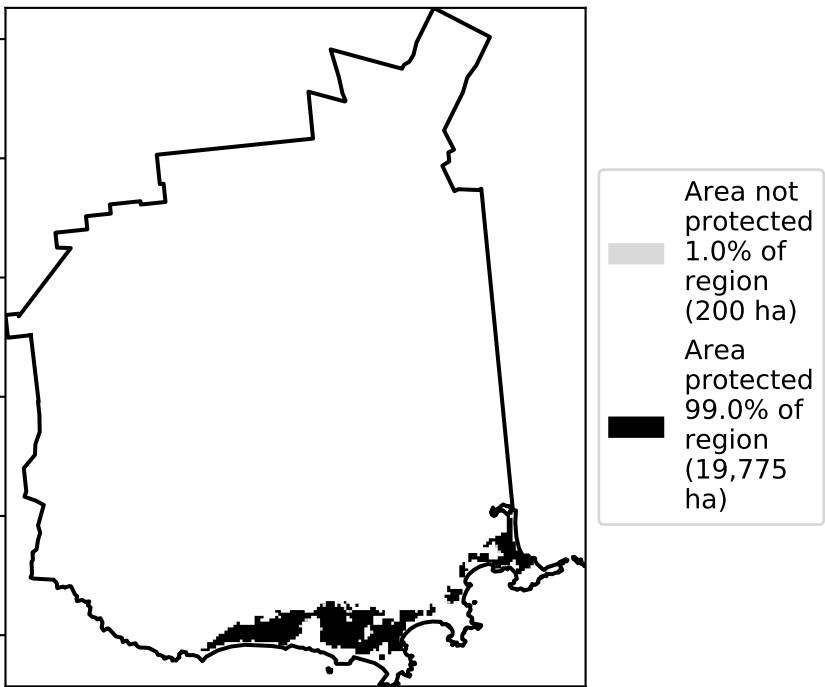 Area not
protected
1.0% of
region
(200 ha)
Area
protected
99.0% of
region
(19,775
ha)